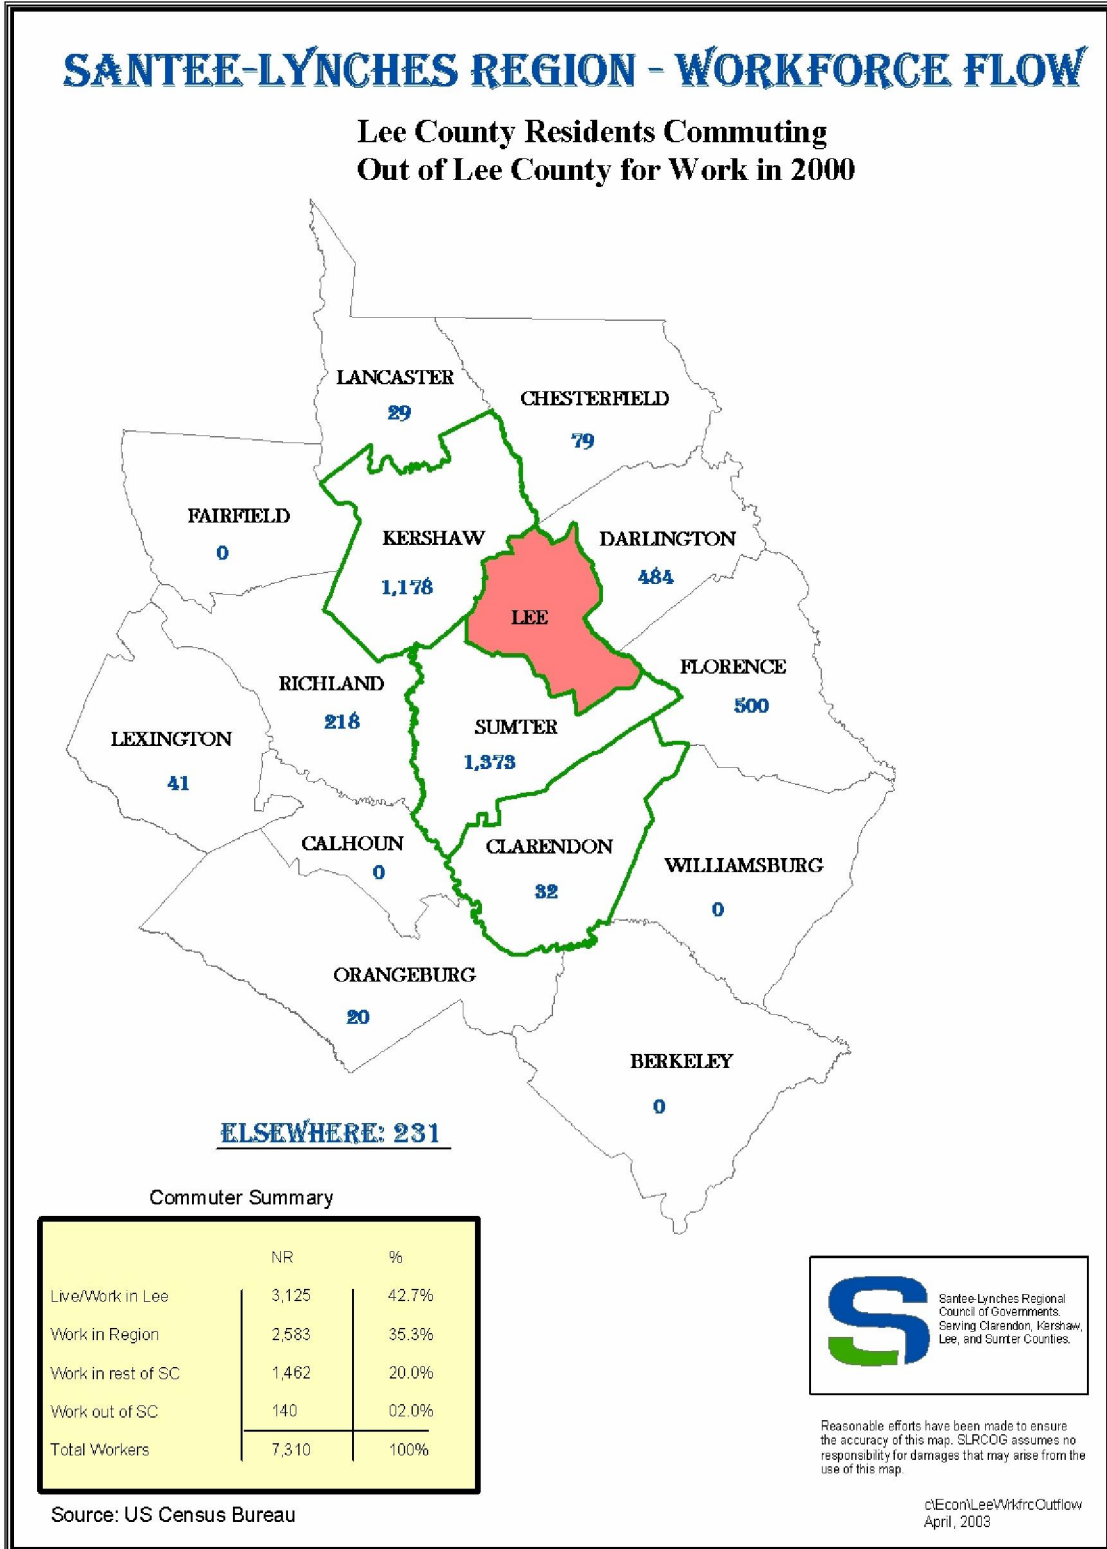 SANTEE-LYNCHES REGION - WORKFORCE FLOW
Lee County Residents Commuting
Out of Lee County for Work in 2000
LANCASTER
29
CHESTERFIELD
79
FAIRFIELD
0
KERSHAW
1,178
DARLINGTON
484
LEE
FLORENCE
500
RICHLAND
218
SUMTER
1,373
LEXINGTON
41
CALHOUN
0
CLARENDON
32
WILLIAMSBURG
0
ORANGEBURG
20
BERKELEY
0
ELSEWHERE: 231
Commuter Summary
NR %
Live/Work in Lee 3,125 42.7%
Work in Region 2,583 35.3%
Work in rest of SC 1,462 20.0%
Work out of SC 140 02.0%
Total Workers 7,310 100%
Source: US Census Bureau
Santee-Lynches Regional
Council of Governments.
Serving Clarendon, Kershaw,
Lee, and Sumter Counties.
Reasonable efforts have been made to ensure
the accuracy of this map. SLRCOG assumes no
responsibility for damages that may arise from the
use of this map.
c\Econ\LeeWrkfrcOutflow
April, 2003